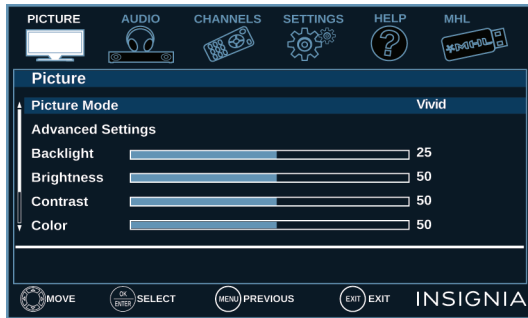 PICTURE AUDIO CHANNELS SETTINGS HELP MHL
? MHL
Picture
Picture Mode Vivid
Advanced Settings
Backlight 25
Brightness 50
Contrast 50
Color 50
MOVE OK ENTER SELECT MENU PREVIOUS EXIT EXIT INSIGNIA